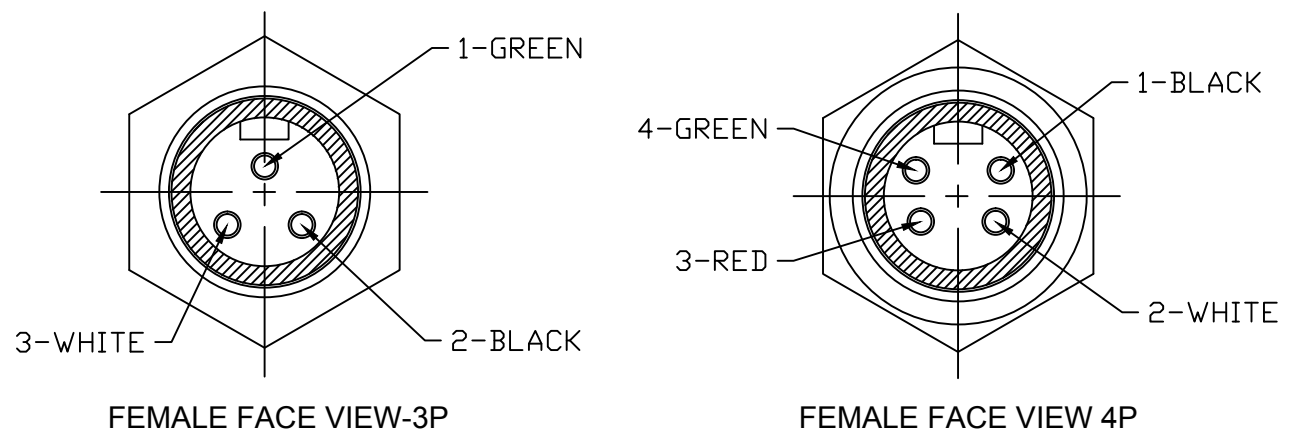 1-GREEN
3-WHITE
2-BLACK
FEMALE FACE VIEW-3P
1-BLACK
4-GREEN
3-RED
2-WHITE
FEMALE FACE VIEW 4P